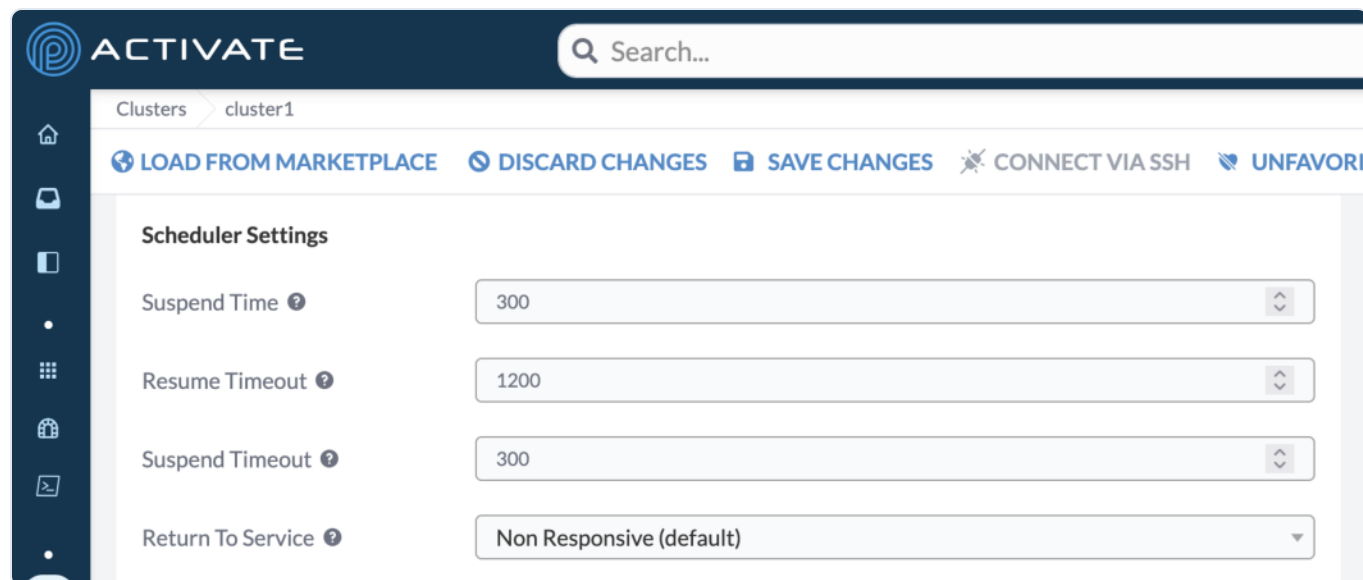 ACTIVATE
Search...
Clusters cluster1
LOAD FROM MARKETPLACE DISCARD CHANGES SAVE CHANGES CONNECT VIA SSH UNFAVORI
Scheduler Settings
Suspend Time 300
Resume Timeout 1200
Suspend Timeout 300
Return To Service Non Responsive (default)